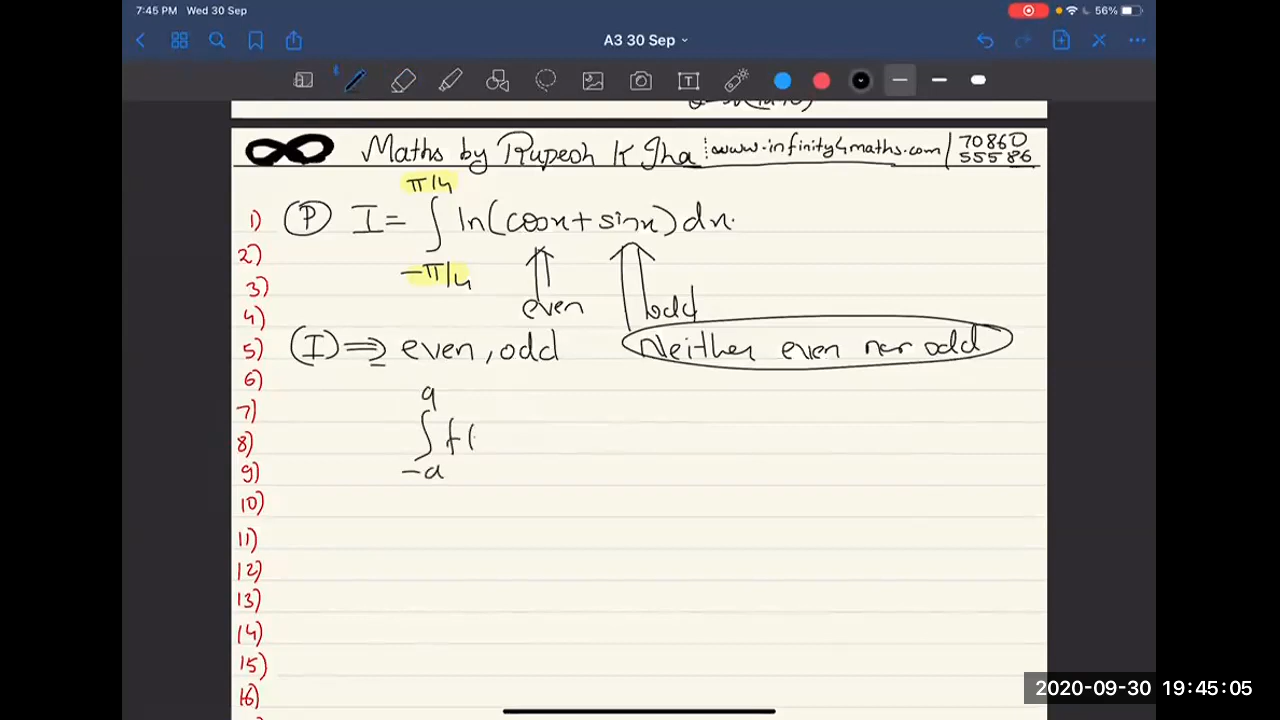 7:45 PM Wed 30 Sep
56%
A3 30 Sep
∞ Maths by Rupesh K Jha www.infinity4maths.com / 70860 55586
π/4
1) (P) I = ∫ ln(cosx + sinx) dx.
2)
-π/4
3)
even odd
4)
5) (I) ⇒ even, odd Neither even nor odd
6)
a
7)
8) ∫ f(
9) -a
10)
11)
12)
13)
14)
15)
16)
2020-09-30 19:45:05